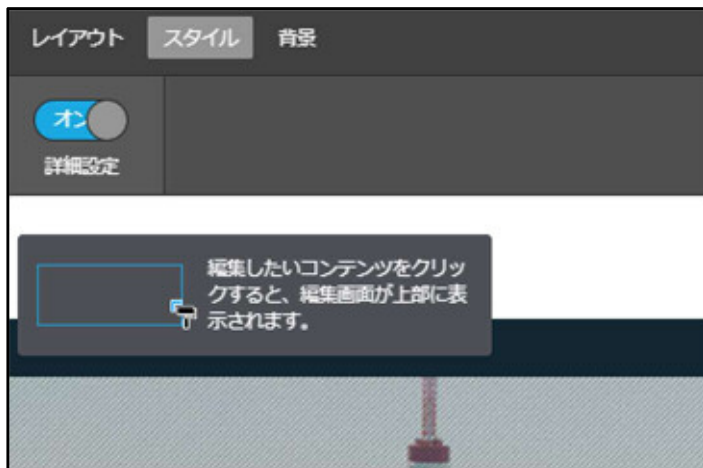 レイアウト スタイル 背景
オン
詳細設定
編集したいコンテンツをクリッ
クすると、編集画面が上部に表
示されます。